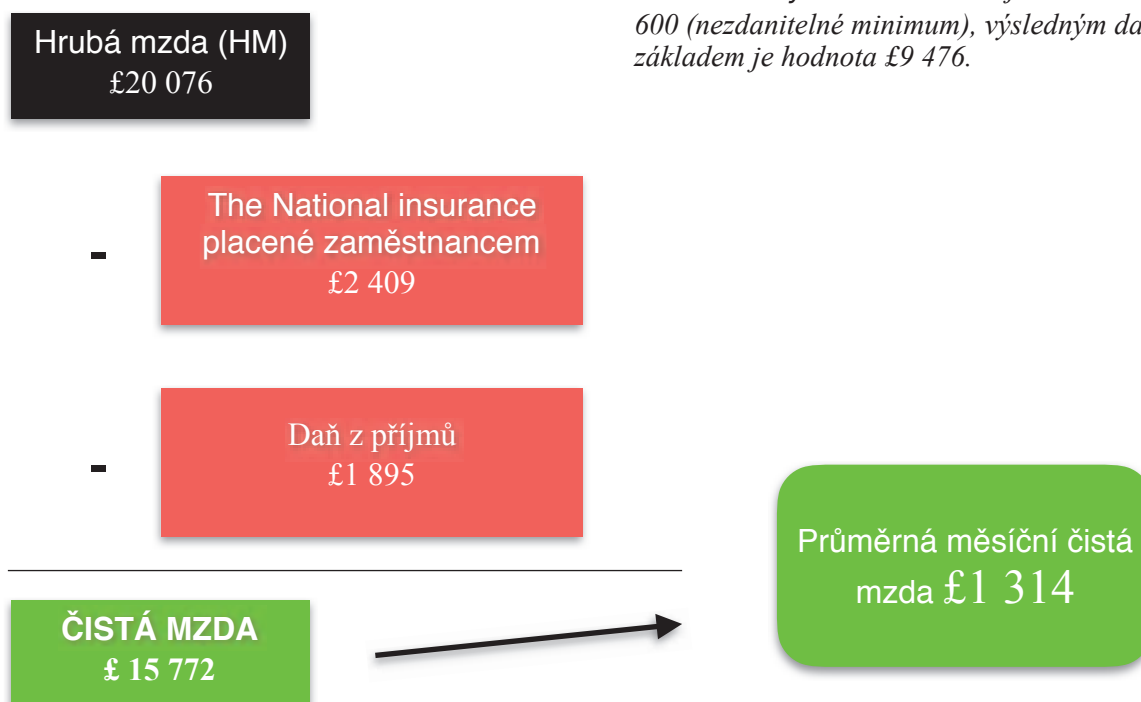 600 (nezdanitelné minimum), výsledným
základem je hodnota £9 476.
Hrubá mzda (HM)
£20 076
-
The National insurance
placené zaměstnancem
£2 409
-
Daň z příjmů
£1 895
ČISTÁ MZDA
£ 15 772
Průměrná měsíční čistá
mzda £1 314